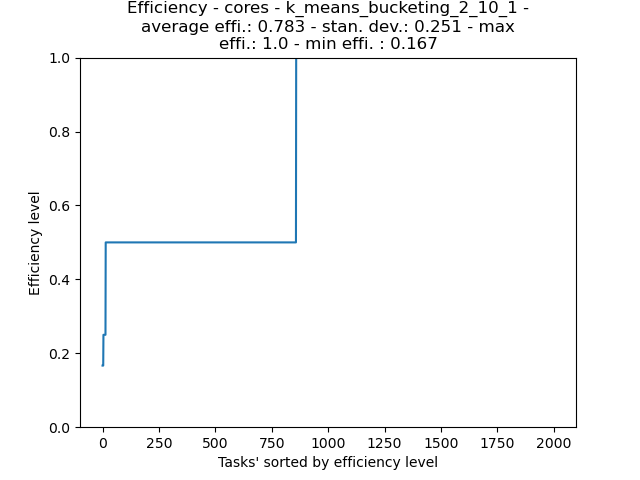 Efficiency - cores - k_means_bucketing_2_10_1 -
average effi.: 0.783 - stan. dev.: 0.251 - max
effi.: 1.0 - min effi. : 0.167
1.0
0.8
0.6
0.4
0.2
0.0
Efficiency level
0 250 500 750 1000 1250 1500 1750 2000
Tasks' sorted by efficiency level